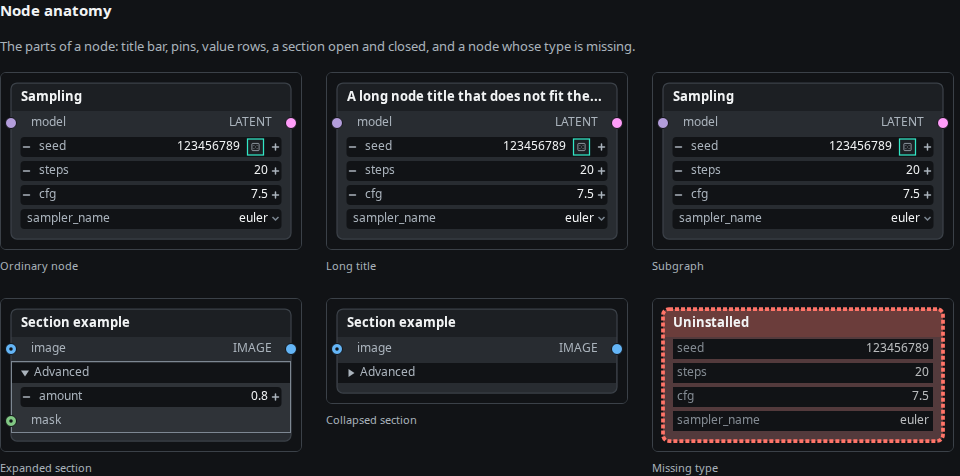 Node anatomy
The parts of a node: title bar, pins, value rows, a section open and closed, and a node whose type is missing.
Sampling
model LATENT
− seed 123456789 +
− steps 20 +
− cfg 7.5 +
sampler_name euler
Ordinary node
A long node title that does not fit the...
model LATENT
− seed 123456789 +
− steps 20 +
− cfg 7.5 +
sampler_name euler
Long title
Sampling
model LATENT
− seed 123456789 +
− steps 20 +
− cfg 7.5 +
sampler_name euler
Subgraph
Section example
image IMAGE
Advanced
− amount 0.8 +
mask
Expanded section
Section example
image IMAGE
Advanced
Collapsed section
Uninstalled
seed 123456789
steps 20
cfg 7.5
sampler_name euler
Missing type